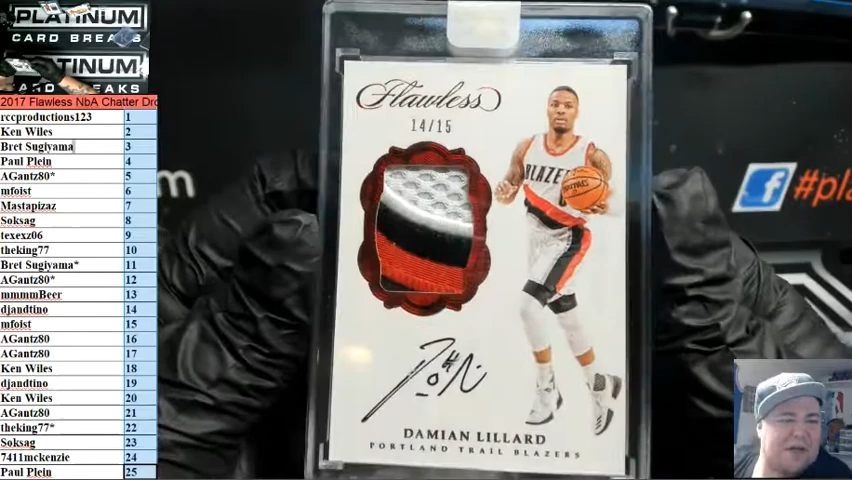 PLATINUM
CARD BREAKS
PLATINUM
CARD BREAKS
2017 Flawless NbA Chatter Dro
rccproductions123 1
Ken Wiles 2
Bret Sugiyama 3
Paul Plein 4
AGantz80* 5
mfoist 6
Mastapizaz 7
Soksag 8
texexz06 9
theking77 10
Bret Sugiyama* 11
AGantz80* 12
mmmmBeer 13
djandtino 14
mfoist 15
AGantz80 16
AGantz80 17
Ken Wiles 18
djandtino 19
Ken Wiles 20
AGantz80 21
theking77* 22
Soksag 23
7411mckenzie 24
Paul Plein 25
Flawless
14/15
BLAZERS
DAMIAN LILLARD
PORTLAND TRAIL BLAZERS
m
f #pla